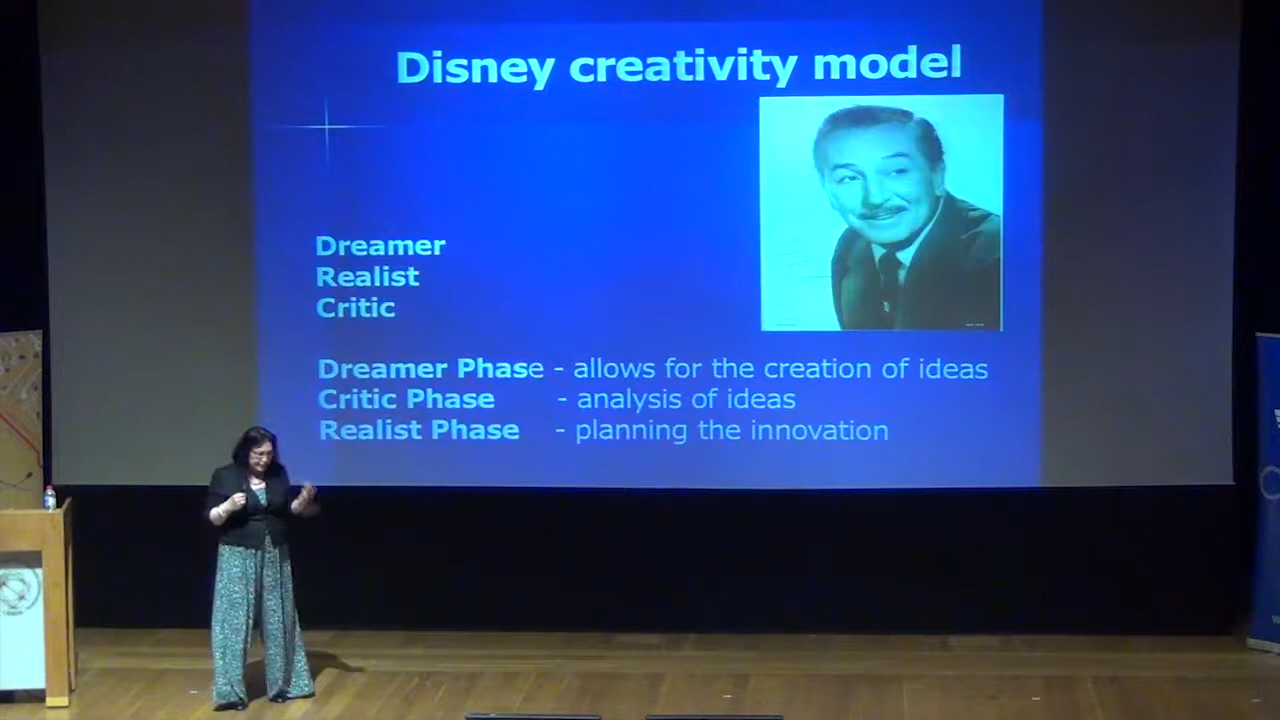 Disney creativity model
Dreamer
Realist
Critic
Dreamer Phase - allows for the creation of ideas
Critic Phase - analysis of ideas
Realist Phase - planning the innovation